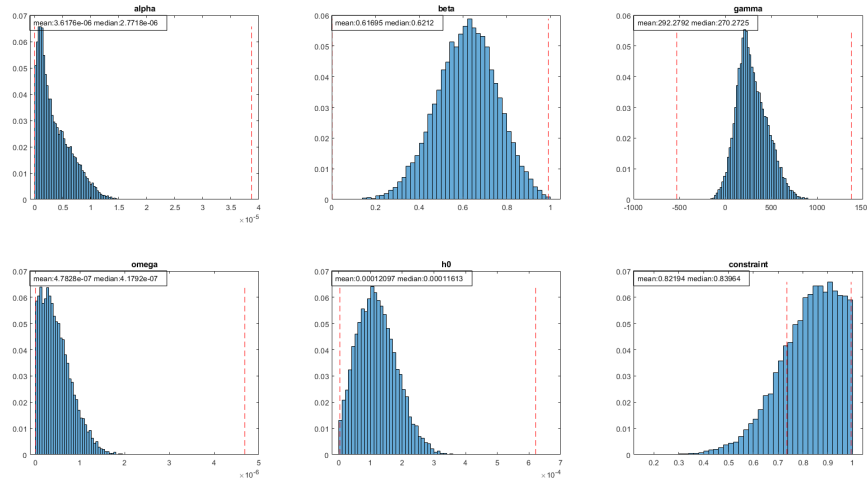 alpha
mean:3.6176e-06 median:2.7718e-06
0.07
0.06
0.05
0.04
0.03
0.02
0.01
0
0 0.5 1 1.5 2 2.5 3 3.5 4
×10⁻⁵
beta
mean:0.61695 median:0.6212
0.06
0.05
0.04
0.03
0.02
0.01
0
0.2 0.4 0.6 0.8 1
gamma
mean:292.2792 median:270.2725
0.06
0.05
0.04
0.03
0.02
0.01
0
-1000 -500 0 500 1000 1500
omega
mean:4.7828e-07 median:4.1792e-07
0.07
0.06
0.05
0.04
0.03
0.02
0.01
0
0 1 2 3 4 5
×10⁻⁶
h0
mean:0.00012097 median:0.00011613
0.07
0.06
0.05
0.04
0.03
0.02
0.01
0
0 1 2 3 4 5 6 7
×10⁻⁴
constraint
mean:0.82194 median:0.83964
0.07
0.06
0.05
0.04
0.03
0.02
0.01
0
0.2 0.3 0.4 0.5 0.6 0.7 0.8 0.9 1